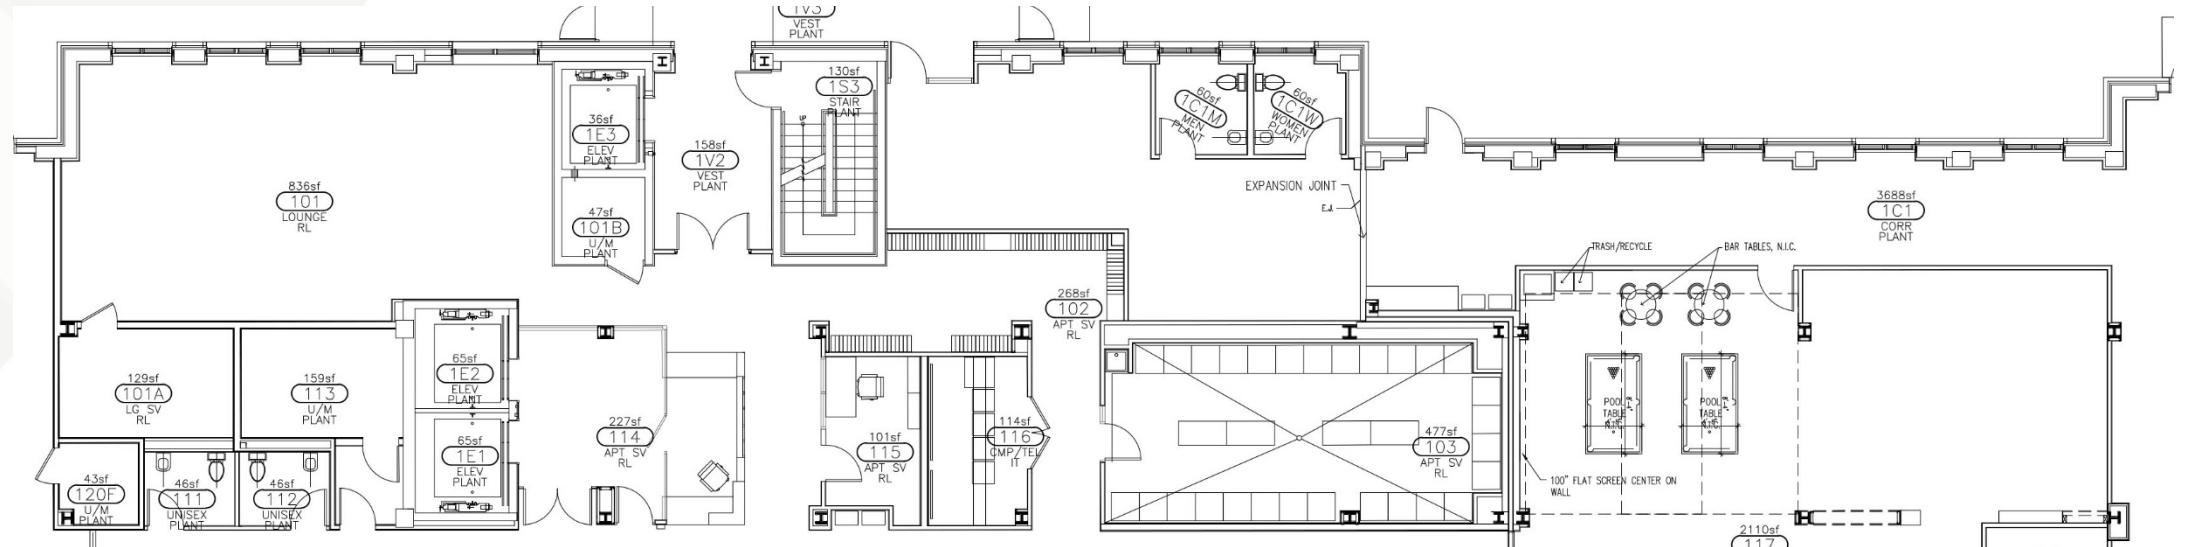 1V3
VEST
PLANT
130sf
1S3
STAIR
PLANT
UP
36sf
1E3
ELEV
PLANT
158sf
1V2
VEST
PLANT
60sf
1C1M
MEN
PLANT
60sf
1C1W
WOMEN
PLANT
836sf
101
LOUNGE
RL
47sf
101B
U/M
PLANT
EXPANSION JOINT
E.J.
3688sf
1C1
CORR
PLANT
TRASH/RECYCLE
BAR TABLES, N.I.C.
268sf
102
APT SV
RL
129sf
101A
LG SV
RL
159sf
113
U/M
PLANT
65sf
1E2
ELEV
PLANT
65sf
1E1
ELEV
PLANT
227sf
114
APT SV
RL
101sf
115
APT SV
RL
114sf
116
CMP/TEL
IT
477sf
103
APT SV
RL
POOL
TABLE
N.I.C.
POOL
TABLE
N.I.C.
43sf
120F
U/M
PLANT
46sf
111
UNISEX
PLANT
46sf
112
UNISEX
PLANT
100" FLAT SCREEN CENTER ON
WALL
2110sf
117